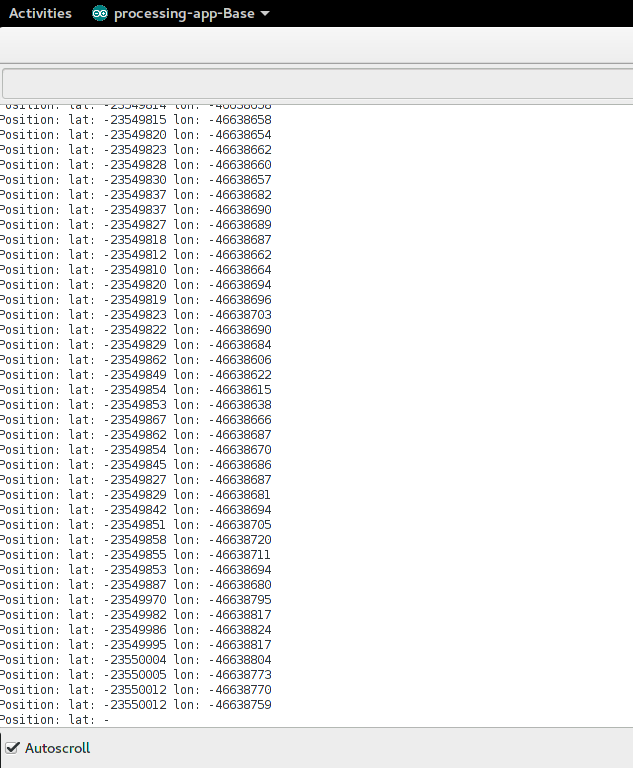 Activities processing-app-Base
Position: lat: -23549814 lon: -46638658
Position: lat: -23549815 lon: -46638658
Position: lat: -23549820 lon: -46638654
Position: lat: -23549823 lon: -46638662
Position: lat: -23549828 lon: -46638660
Position: lat: -23549830 lon: -46638657
Position: lat: -23549837 lon: -46638682
Position: lat: -23549837 lon: -46638690
Position: lat: -23549827 lon: -46638689
Position: lat: -23549818 lon: -46638687
Position: lat: -23549812 lon: -46638662
Position: lat: -23549810 lon: -46638664
Position: lat: -23549820 lon: -46638694
Position: lat: -23549819 lon: -46638696
Position: lat: -23549823 lon: -46638703
Position: lat: -23549822 lon: -46638690
Position: lat: -23549829 lon: -46638684
Position: lat: -23549862 lon: -46638606
Position: lat: -23549849 lon: -46638622
Position: lat: -23549854 lon: -46638615
Position: lat: -23549853 lon: -46638638
Position: lat: -23549867 lon: -46638666
Position: lat: -23549862 lon: -46638687
Position: lat: -23549854 lon: -46638670
Position: lat: -23549845 lon: -46638686
Position: lat: -23549827 lon: -46638687
Position: lat: -23549829 lon: -46638681
Position: lat: -23549842 lon: -46638694
Position: lat: -23549851 lon: -46638705
Position: lat: -23549858 lon: -46638720
Position: lat: -23549855 lon: -46638711
Position: lat: -23549853 lon: -46638694
Position: lat: -23549887 lon: -46638680
Position: lat: -23549970 lon: -46638795
Position: lat: -23549982 lon: -46638817
Position: lat: -23549986 lon: -46638824
Position: lat: -23549995 lon: -46638817
Position: lat: -23550004 lon: -46638804
Position: lat: -23550005 lon: -46638773
Position: lat: -23550012 lon: -46638770
Position: lat: -23550012 lon: -46638759
Position: lat: -
Autoscroll